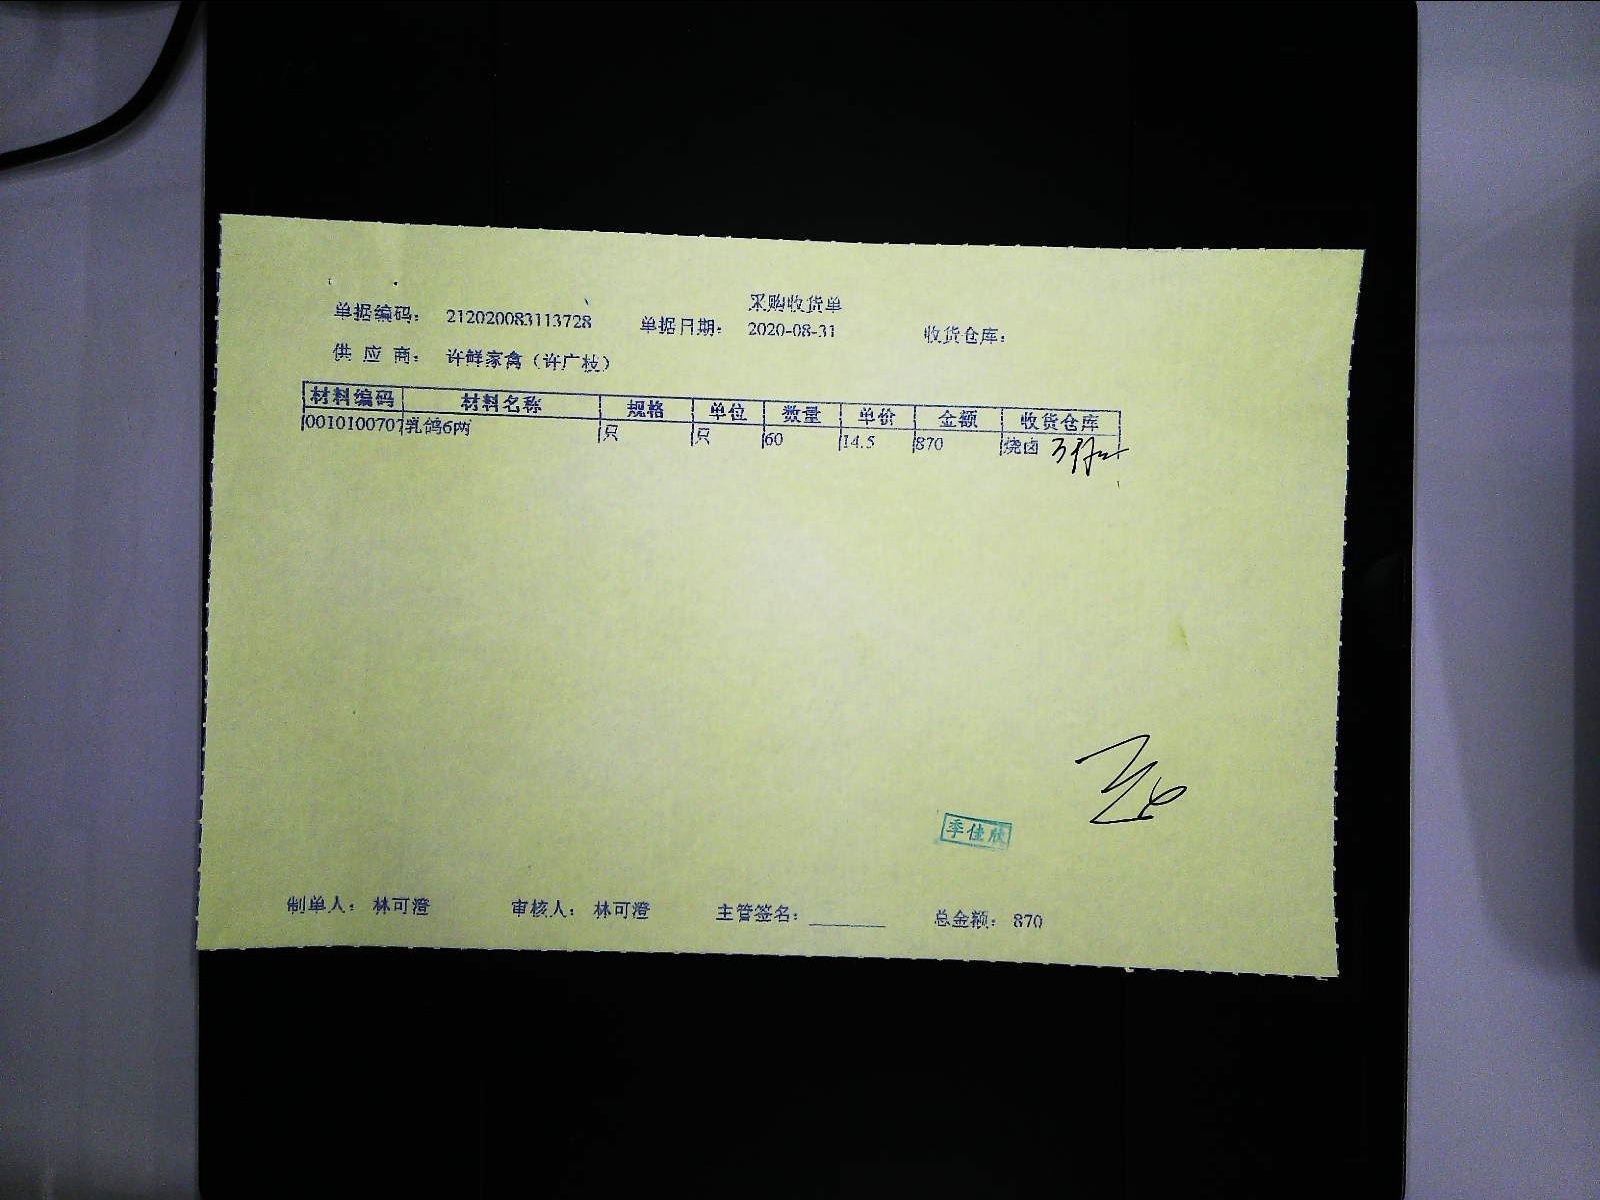 采购收货单
单据编码： 212020083113728 单据日期： 2020-08-31 收货仓库：
供 应 商： 许鲜家禽（许广枝）
材料编码 材料名称 规格 单位 数量 单价 金额 收货仓库
0010100707 乳鸽6两 只 只 60 14.5 870 烧卤
季佳欣
制单人： 林可澄 审核人： 林可澄 主管签名： 总金额： 870